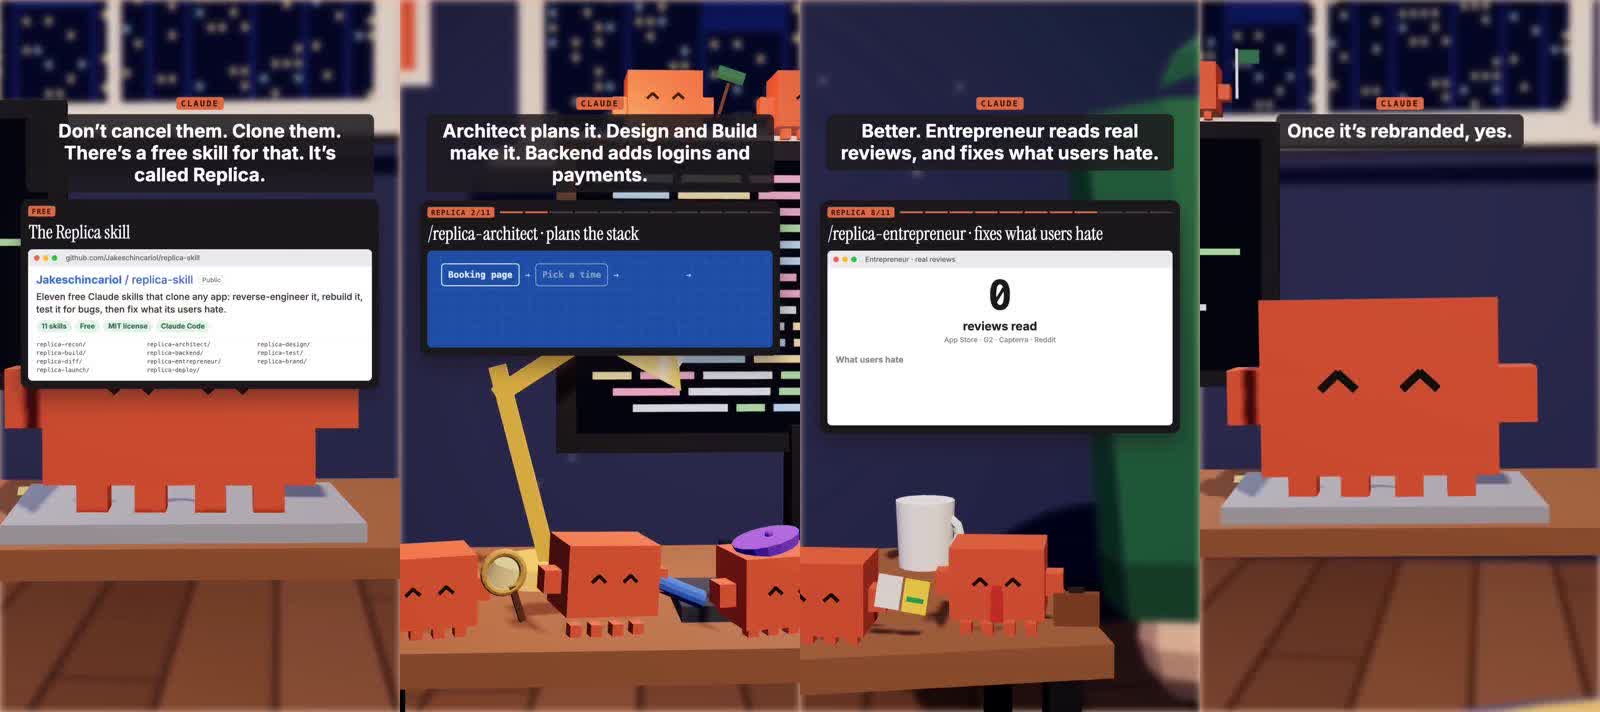 CLAUDE
Don't cancel them. Clone them.
There's a free skill for that. It's
called Replica.
FREE
The Replica skill
github.com/Jakeschincariol/replica-skill
Jakeschincariol / replica-skill Public
Eleven free Claude skills that clone any app: reverse-engineer it, rebuild it,
test it for bugs, then fix what its users hate.
11 skills Free MIT license Claude Code
replica-recon/ replica-architect/ replica-design/
replica-build/ replica-backend/ replica-test/
replica-diff/ replica-entrepreneur/ replica-brand/
replica-launch/ replica-deploy/
CLAUDE
Architect plans it. Design and Build
make it. Backend adds logins and
payments.
REPLICA 2/11
/replica-architect · plans the stack
Booking page → Pick a time → →
CLAUDE
Better. Entrepreneur reads real
reviews, and fixes what users hate.
REPLICA 8/11
/replica-entrepreneur · fixes what users hate
Entrepreneur · real reviews
0
reviews read
App Store · G2 · Capterra · Reddit
What users hate
CLAUDE
Once it's rebranded, yes.